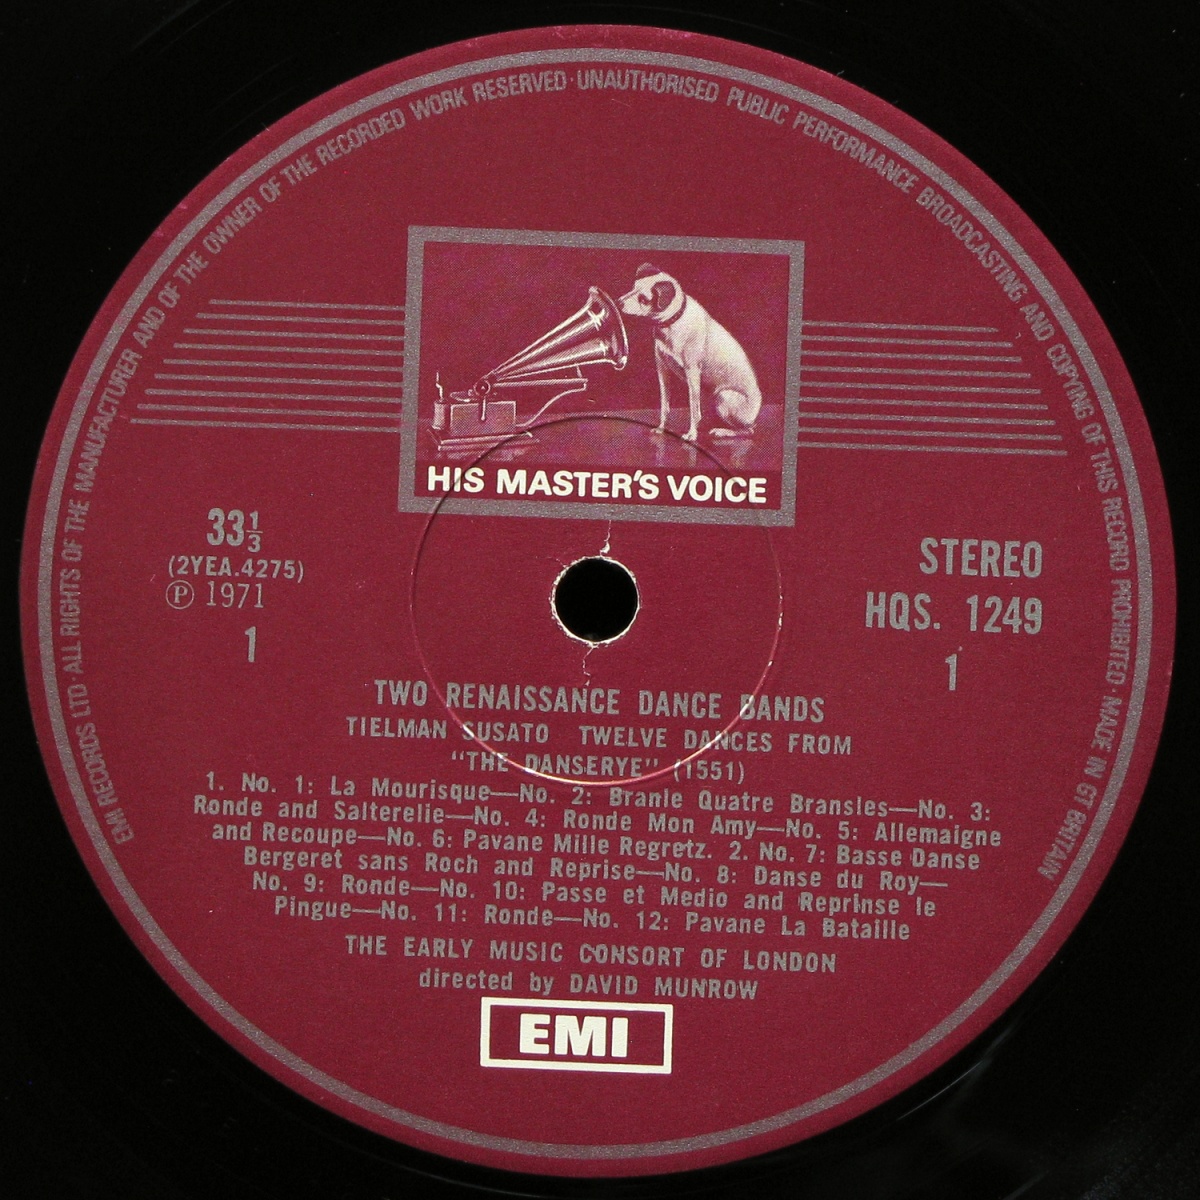 EMI RECORDS LTD · ALL RIGHTS OF THE MANUFACTURER AND OF THE OWNER OF THE RECORDED WORK RESERVED · UNAUTHORISED PUBLIC PERFORMANCE BROADCASTING AND COPYING OF THIS RECORD PROHIBITED · MADE IN GT BRITAIN
HIS MASTER'S VOICE
33⅓
(2YEA.4275)
Ⓟ 1971
1
STEREO
HQS. 1249
1
TWO RENAISSANCE DANCE BANDS
TIELMAN SUSATO TWELVE DANCES FROM
"THE DANSERYE" (1551)
1. No. 1: La Mourisque—No. 2: Branle Quatre Bransles—No. 3:
Ronde and Salterelie—No. 4: Ronde Mon Amy—No. 5: Allemaigne
and Recoupe—No. 6: Pavane Mille Regretz. 2. No. 7: Basse Danse
Bergeret sans Roch and Reprise—No. 8: Danse du Roy—
No. 9: Ronde—No. 10: Passe et Medio and Reprinse le
Pingue—No. 11: Ronde—No. 12: Pavane La Bataille
THE EARLY MUSIC CONSORT OF LONDON
directed by DAVID MUNROW
EMI